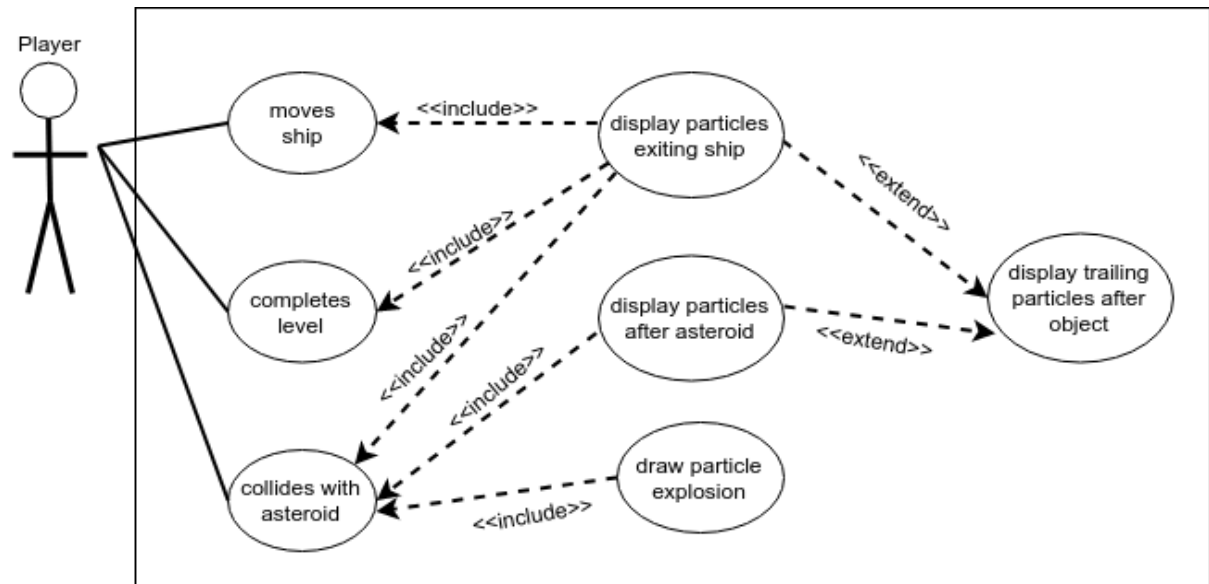 Player
moves
ship
<<include>>
display particles
exiting ship
<<extend>>
<<include>>
completes
level
display particles
after asteroid
display trailing
particles after
object
<<extend>>
<<include>>
<<include>>
collides with
asteroid
draw particle
explosion
<<include>>